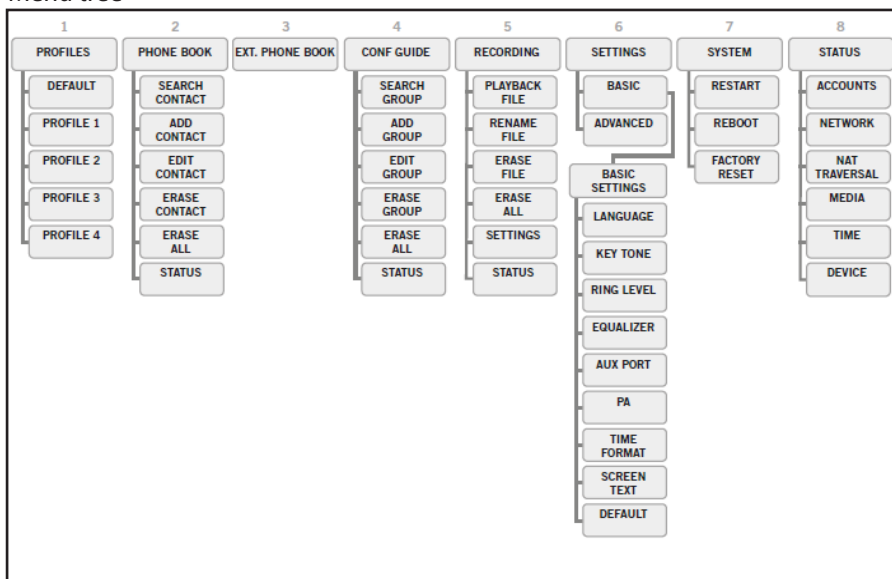 menu tree
1 2 3 4 5 6 7 8
PROFILES PHONE BOOK EXT. PHONE BOOK CONF GUIDE RECORDING SETTINGS SYSTEM STATUS
DEFAULT
PROFILE 1
PROFILE 2
PROFILE 3
PROFILE 4
SEARCH
CONTACT
ADD
CONTACT
EDIT
CONTACT
ERASE
CONTACT
ERASE
ALL
STATUS
SEARCH
GROUP
ADD
GROUP
EDIT
GROUP
ERASE
GROUP
ERASE
ALL
STATUS
PLAYBACK
FILE
RENAME
FILE
ERASE
FILE
ERASE
ALL
SETTINGS
STATUS
BASIC
ADVANCED
BASIC
SETTINGS
LANGUAGE
KEY TONE
RING LEVEL
EQUALIZER
AUX PORT
PA
TIME
FORMAT
SCREEN
TEXT
DEFAULT
RESTART
REBOOT
FACTORY
RESET
ACCOUNTS
NETWORK
NAT
TRAVERSAL
MEDIA
TIME
DEVICE